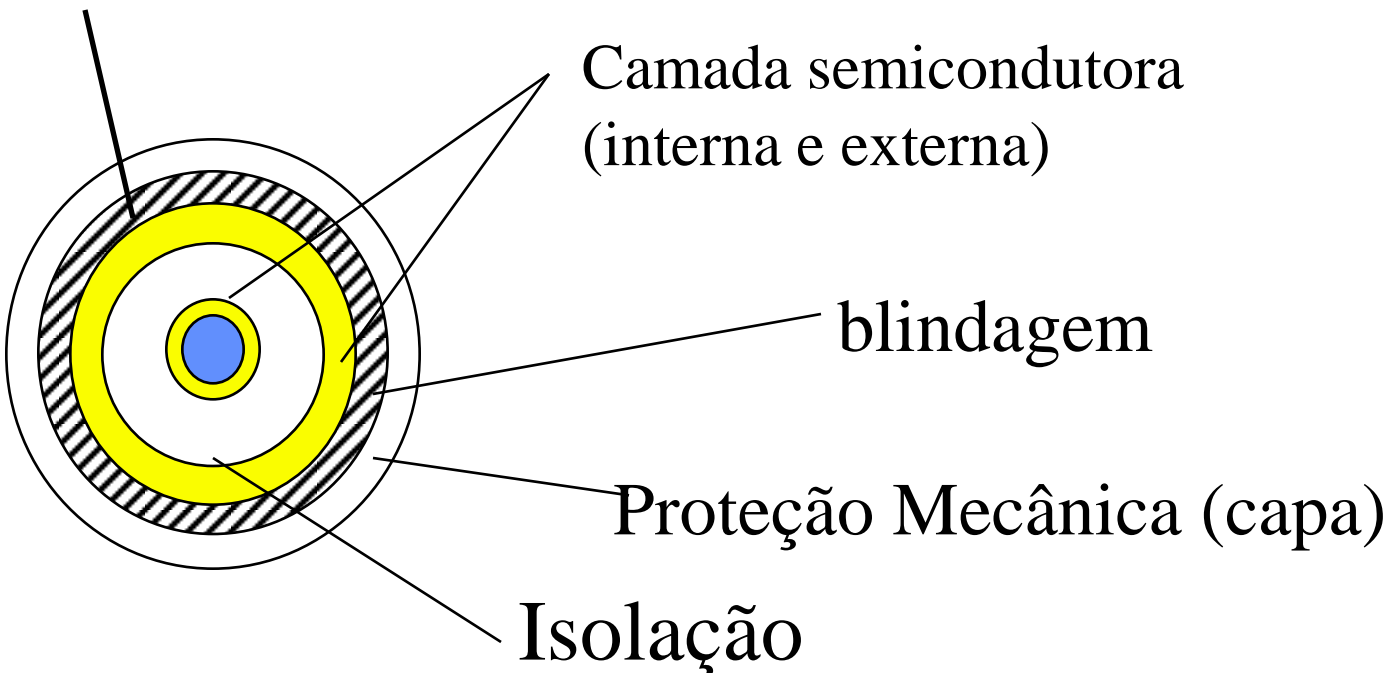 Camada semicondutora
(interna e externa)
blindagem
Proteção Mecânica (capa)
Isolação